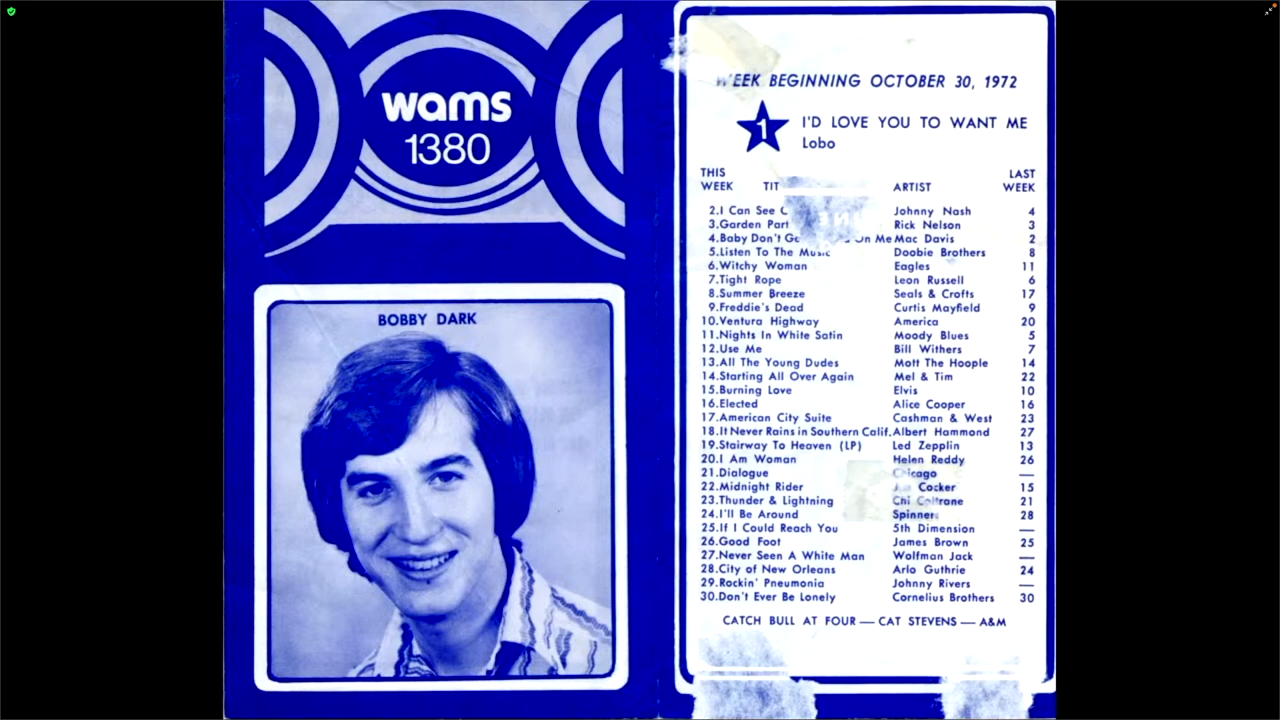 wams
1380
BOBBY DARK
WEEK BEGINNING OCTOBER 30, 1972
1 I'D LOVE YOU TO WANT ME
Lobo
THIS LAST
WEEK TIT ARTIST WEEK
2. I Can See C Johnny Nash 4
3. Garden Part Rick Nelson 3
4. Baby Don't Ge On Me Mac Davis 2
5. Listen To The Music Doobie Brothers 8
6. Witchy Woman Eagles 11
7. Tight Rope Leon Russell 6
8. Summer Breeze Seals & Crofts 17
9. Freddie's Dead Curtis Mayfield 9
10. Ventura Highway America 20
11. Nights In White Satin Moody Blues 5
12. Use Me Bill Withers 7
13. All The Young Dudes Mott The Hoople 14
14. Starting All Over Again Mel & Tim 22
15. Burning Love Elvis 10
16. Elected Alice Cooper 16
17. American City Suite Cashman & West 23
18. It Never Rains in Southern Calif. Albert Hammond 27
19. Stairway To Heaven (LP) Led Zepplin 13
20. I Am Woman Helen Reddy 26
21. Dialogue Chicago —
22. Midnight Rider Cocker 15
23. Thunder & Lightning Chi Coltrane 21
24. I'll Be Around Spinners 28
25. If I Could Reach You 5th Dimension —
26. Good Foot James Brown 25
27. Never Seen A White Man Wolfman Jack —
28. City of New Orleans Arlo Guthrie 24
29. Rockin' Pneumonia Johnny Rivers —
30. Don't Ever Be Lonely Cornelius Brothers 30
CATCH BULL AT FOUR — CAT STEVENS — A&M